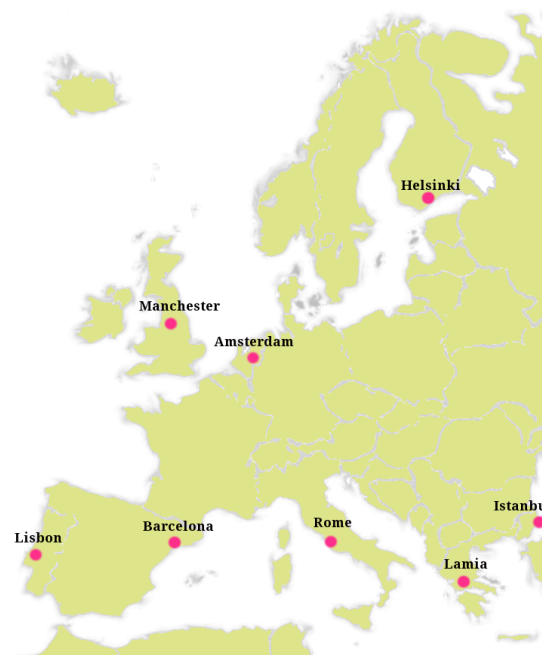 Helsinki
Manchester
Amsterdam
Istanbu
Barcelona
Rome
Lisbon
Lamia